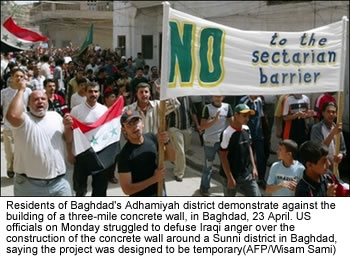 NO to the
sectarian
barrier
Residents of Baghdad's Adhamiyah district demonstrate against the
building of a three-mile concrete wall, in Baghdad, 23 April. US
officials on Monday struggled to defuse Iraqi anger over the
construction of the concrete wall around a Sunni district in Baghdad,
saying the project was designed to be temporary(AFP/Wisam Sami)